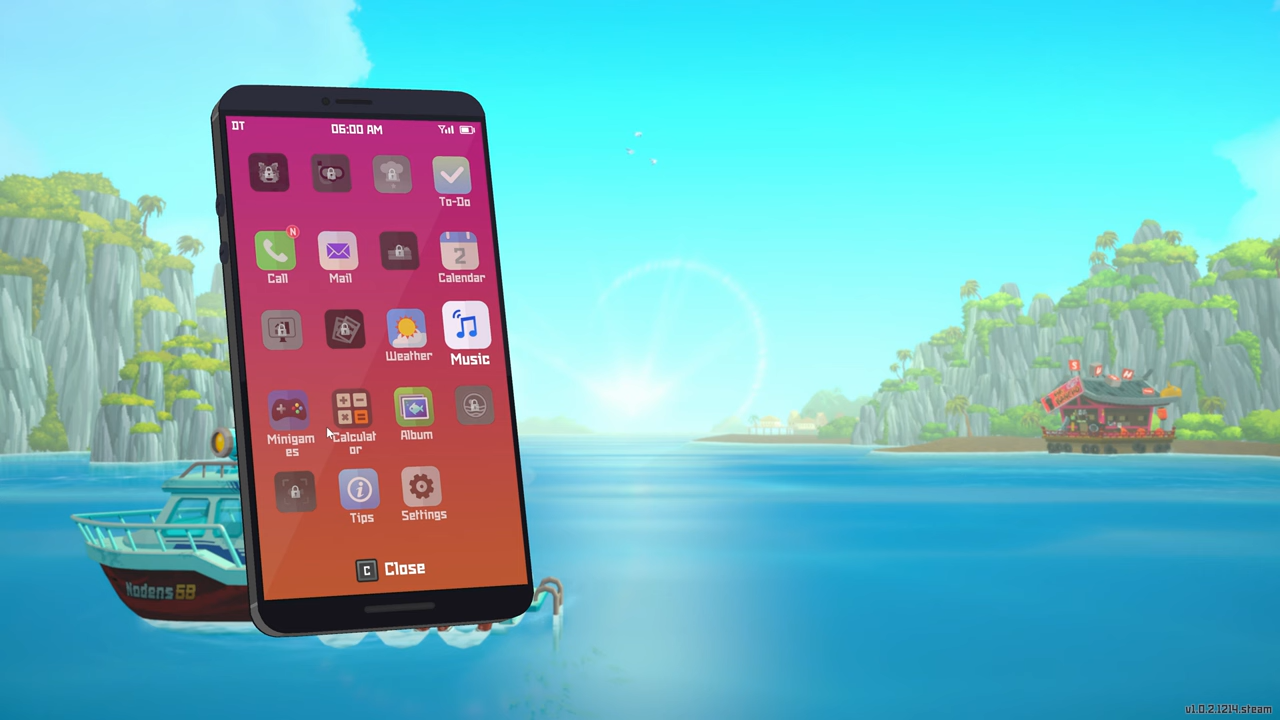 DT
06:00 AM
To-Do
N
Call
Mail
2
Calendar
Weather
Music
Minigam
es
Calculat
or
Album
Tips
Settings
C Close
Nodens 68
v1.0.2.1214.steam